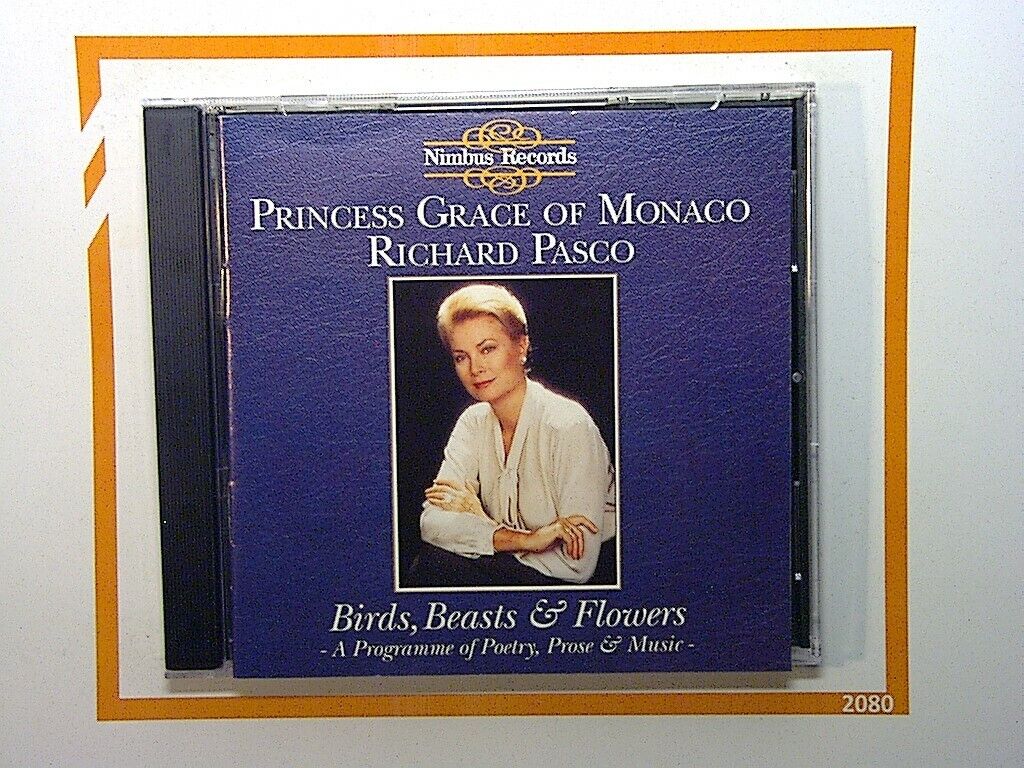 Nimbus Records
PRINCESS GRACE OF MONACO
RICHARD PASCO
Birds, Beasts & Flowers
- A Programme of Poetry, Prose & Music -
2080